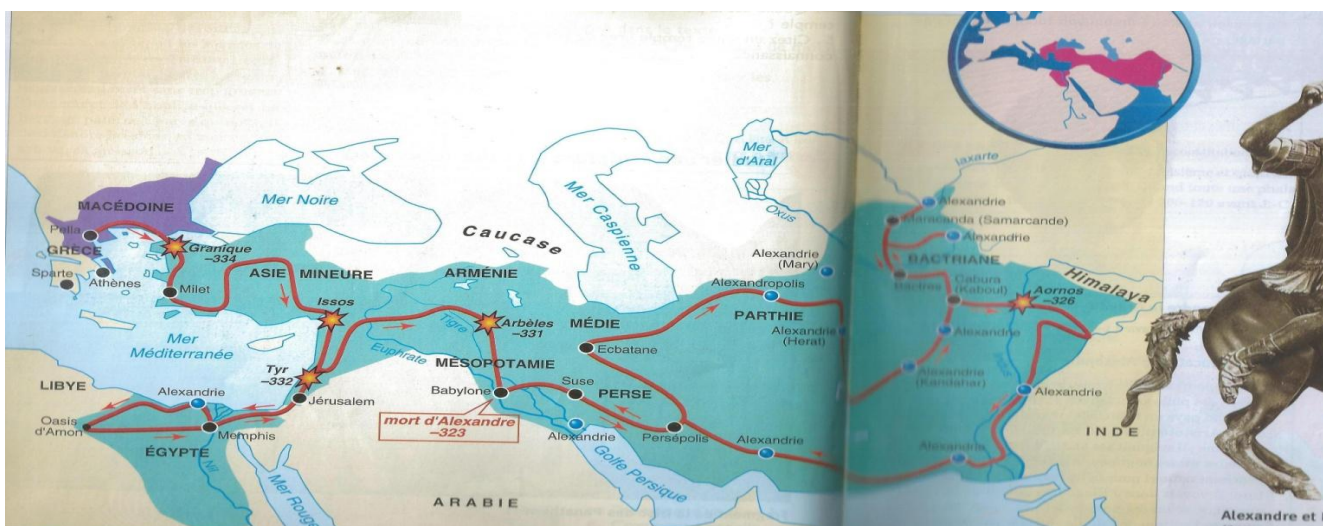 MACÉDOINE
Pella
GRÈCE
Sparte
Athènes
Granique
-334
Milet
Mer Noire
ASIE MINEURE
Issos
Mer
Méditerranée
Tyr
-332
Jérusalem
LIBYE
Alexandrie
Oasis
d'Amon
Memphis
ÉGYPTE
Nil
Mer Rouge
ARABIE
Caucase
ARMÉNIE
Tigre
Euphrate
Arbèles
-331
MÉSOPOTAMIE
Babylone
mort d'Alexandre
-323
Suse
Alexandrie
PERSE
Persépolis
Golfe Persique
MÉDIE
Ecbatane
Mer Caspienne
Mer
d'Aral
Oxus
Iaxarte
Alexandrie
(Mary)
Alexandropolis
PARTHIE
Alexandrie
(Herat)
Alexandrie
Alexandrie
Maracanda (Samarcande)
Alexandrie
BACTRIANE
Bactres
Cabura
(Kaboul)
Aornos
-326
Himalaya
Alexandrie
Alexandrie
(Kandahar)
Indus
Alexandrie
Alexandrie
INDE
Alexandre et